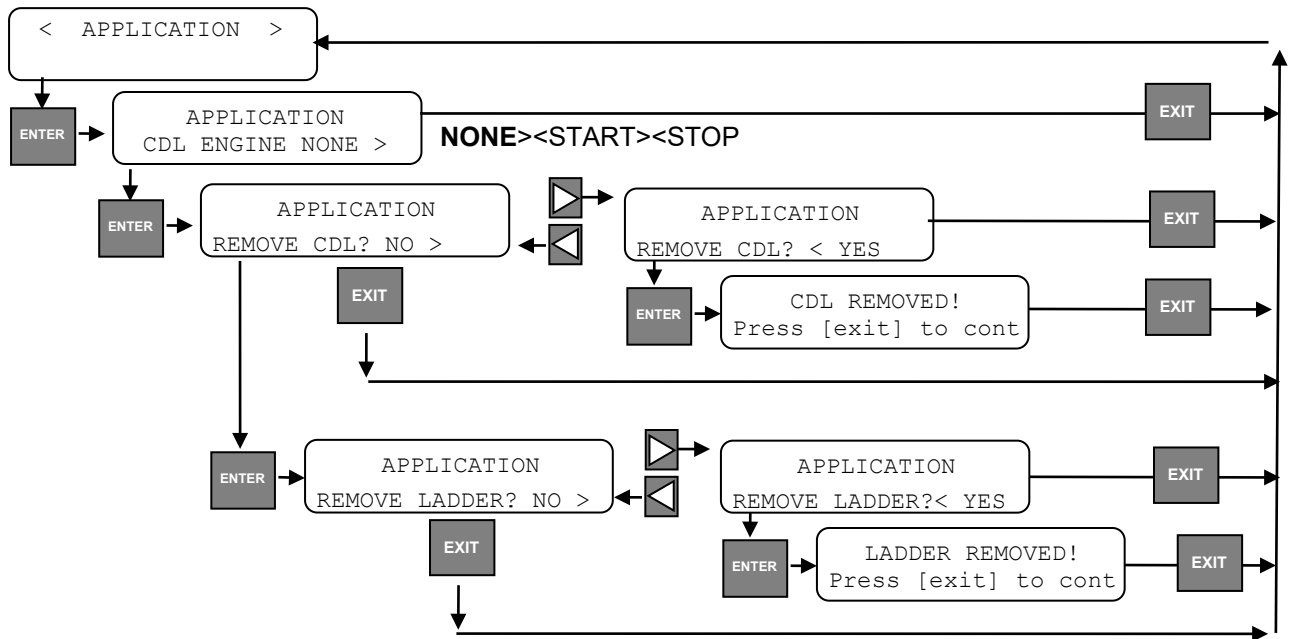 < APPLICATION >
ENTER
APPLICATION
CDL ENGINE NONE >
NONE><START><STOP
EXIT
ENTER
APPLICATION
REMOVE CDL? NO >
APPLICATION
REMOVE CDL? < YES
EXIT
EXIT
ENTER
CDL REMOVED!
Press [exit] to cont
EXIT
ENTER
APPLICATION
REMOVE LADDER? NO >
APPLICATION
REMOVE LADDER?< YES
EXIT
EXIT
ENTER
LADDER REMOVED!
Press [exit] to cont
EXIT